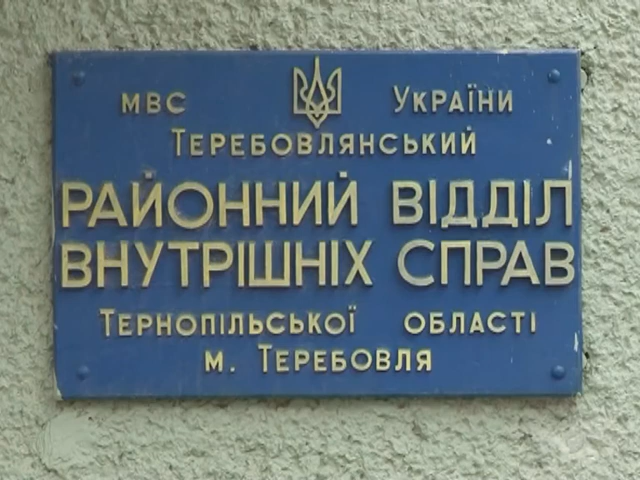 МВС України
Теребовлянський
РАЙОННИЙ ВІДДІЛ
ВНУТРІШНІХ СПРАВ
Тернопільської області
м. Теребовля